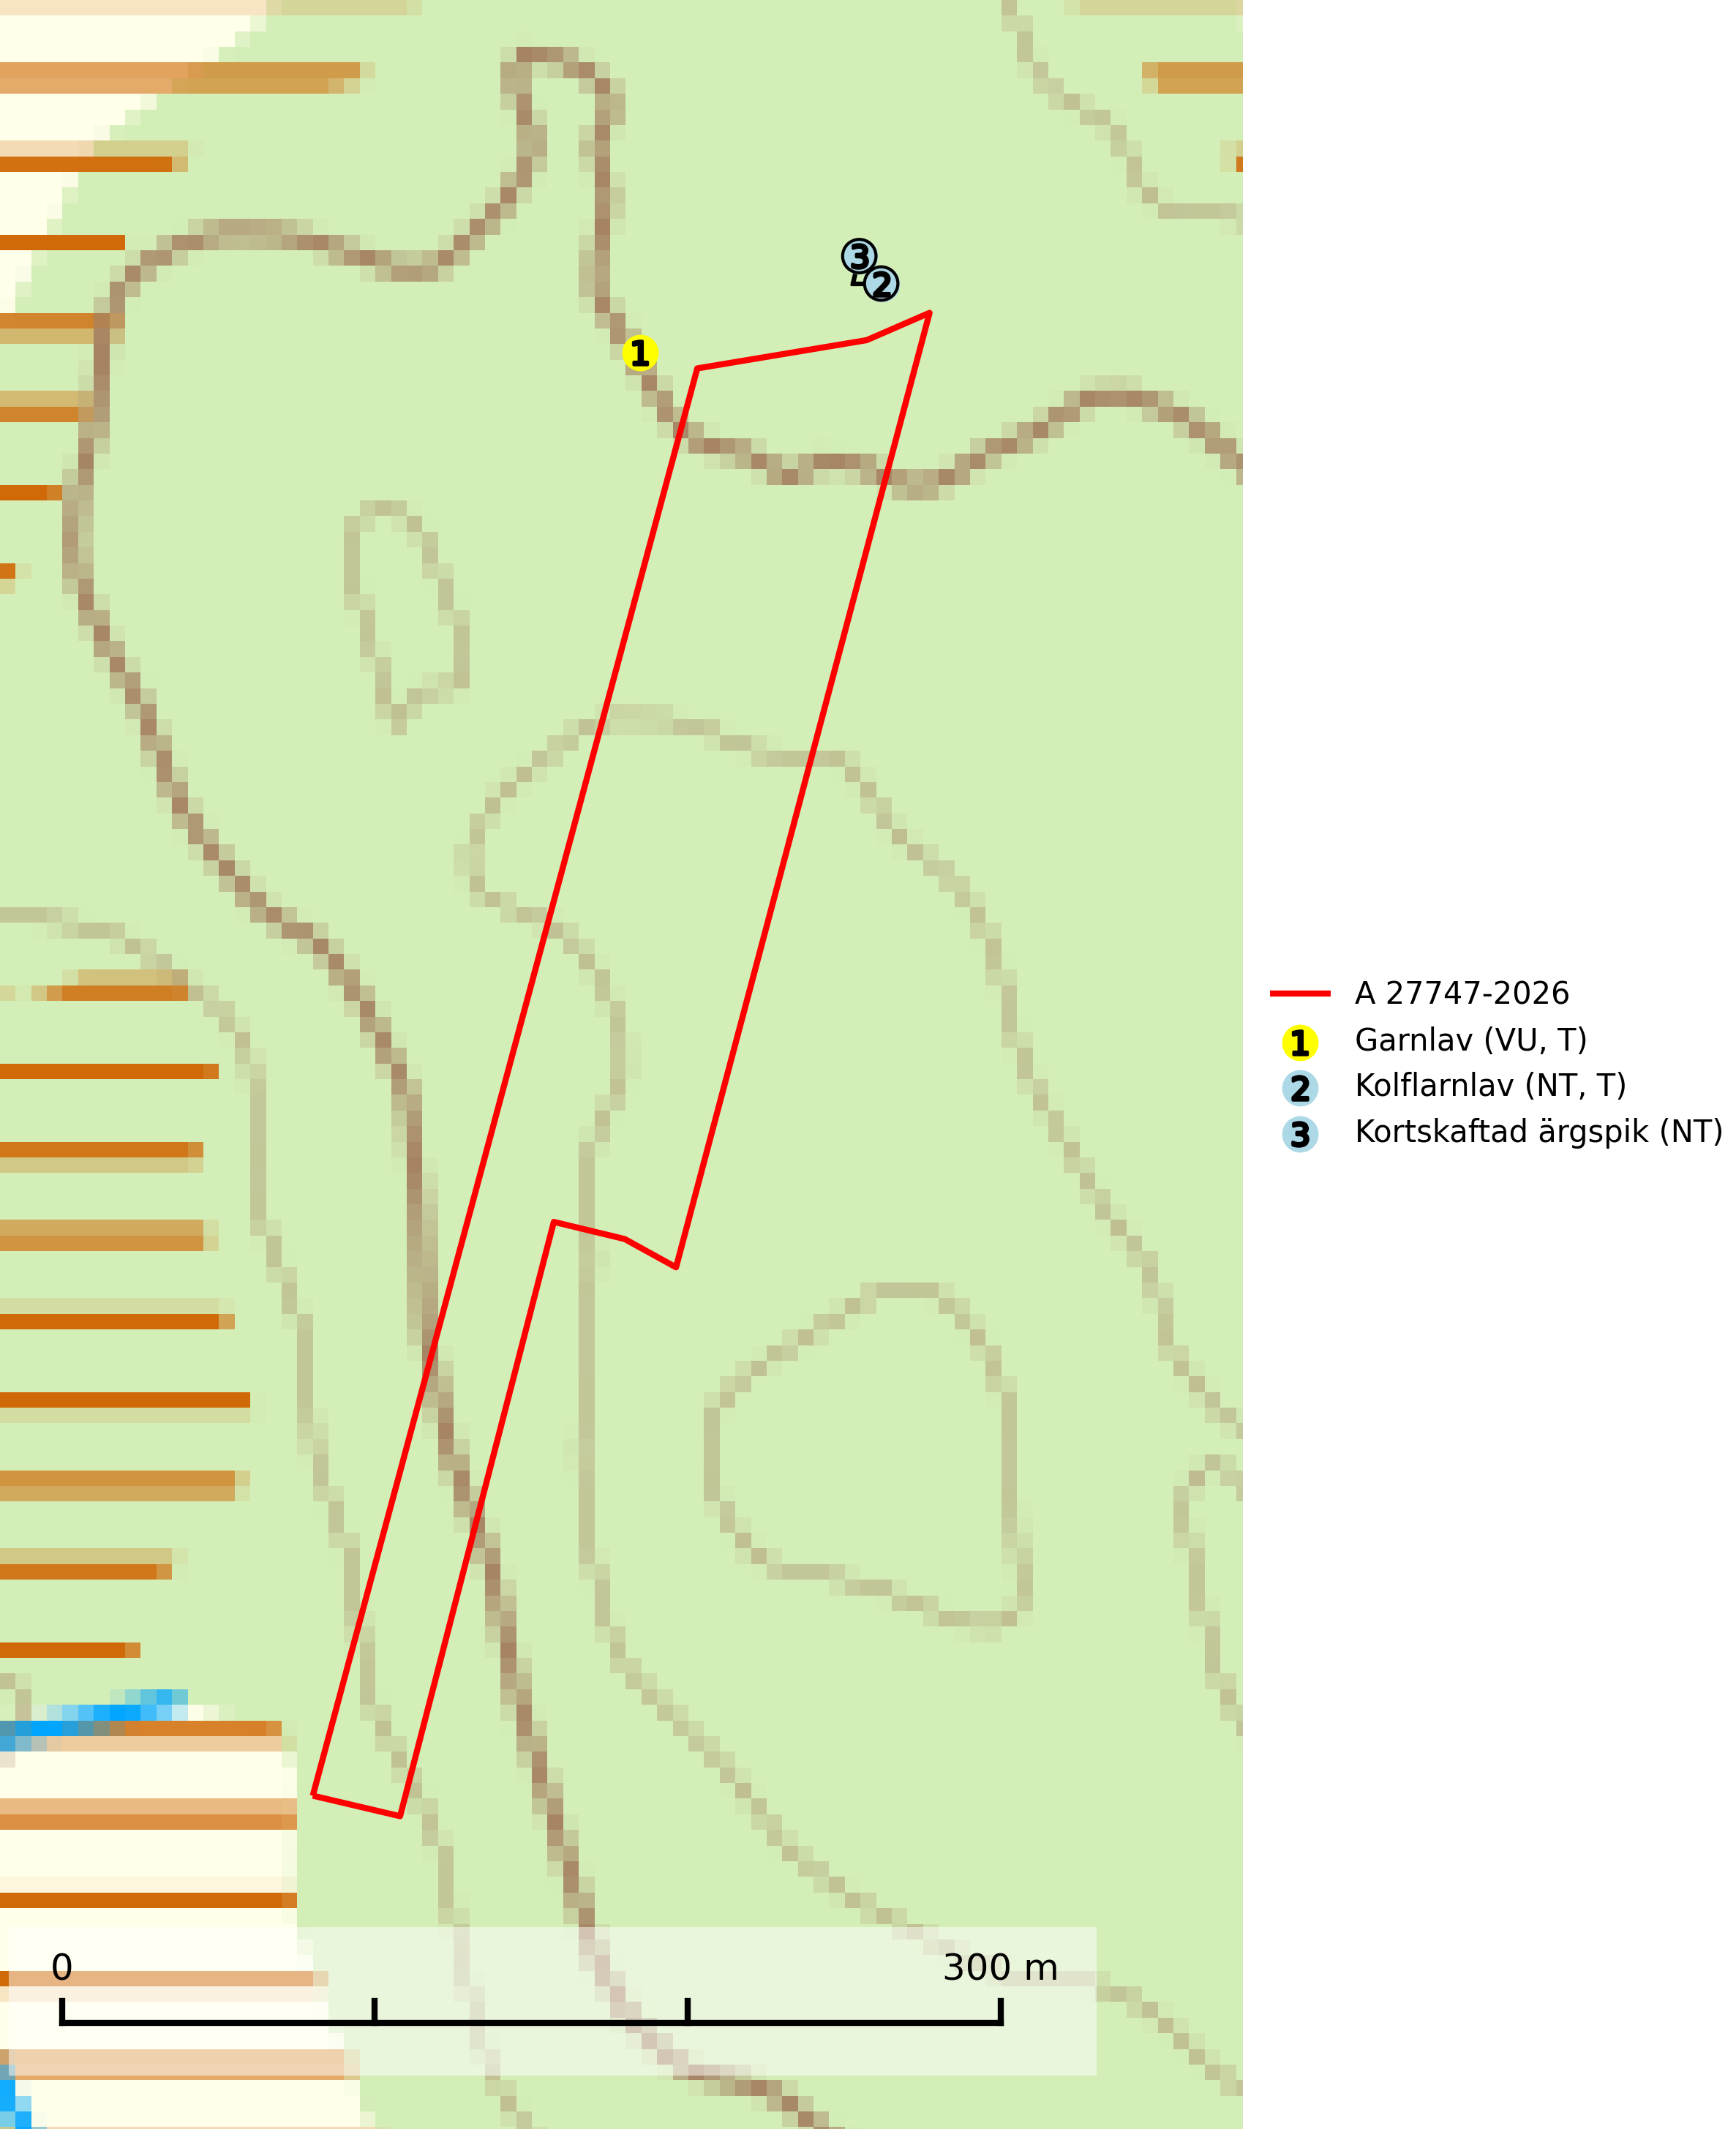 3
2
1
A 27747-2026
1 Garnlav (VU, T)
2 Kolflarnlav (NT, T)
3 Kortskaftad ärgspik (NT)
0 300 m